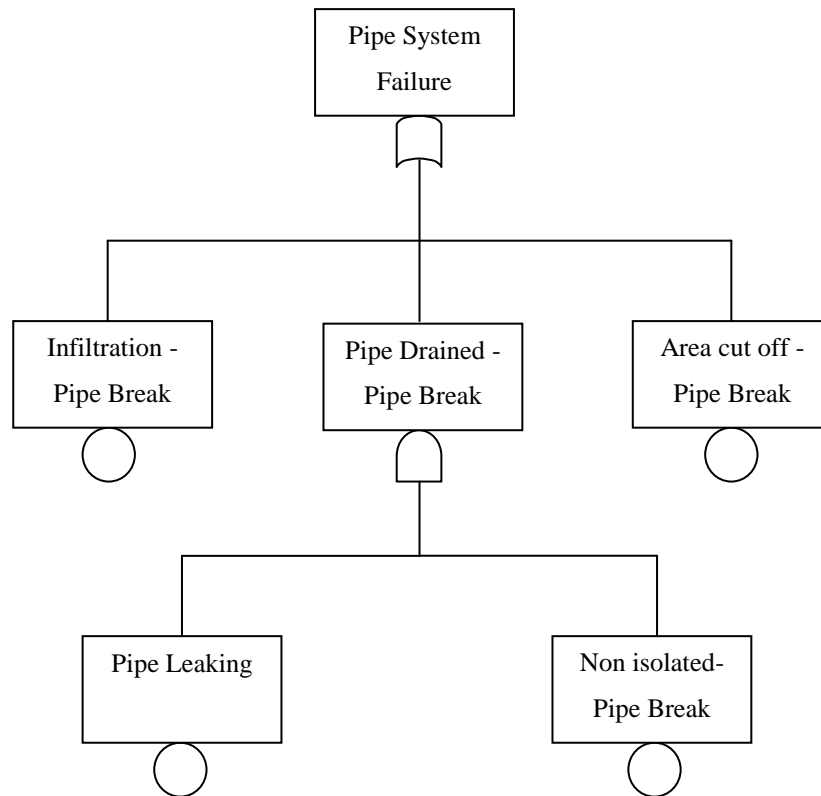 Pipe System
Failure
Infiltration -
Pipe Break
Pipe Drained -
Pipe Break
Area cut off -
Pipe Break
Pipe Leaking
Non isolated-
Pipe Break